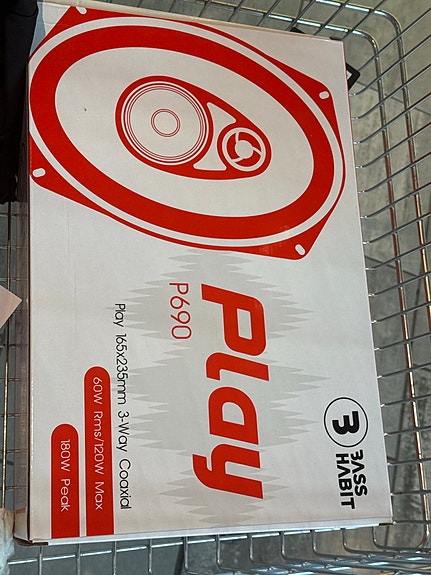 BASS
HABIT
Play
P690
Play 165x235mm 3-Way Coaxial
60W Rms/120W Max
180W Peak